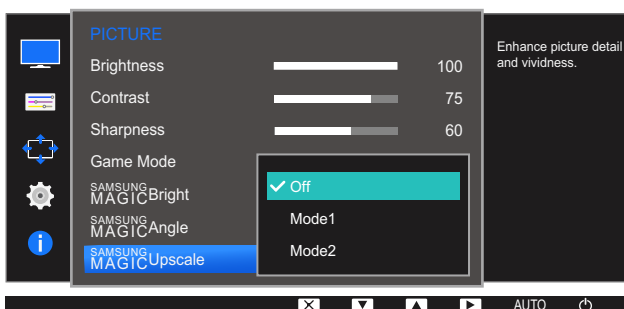 PICTURE
Enhance picture detail
and vividness.
Brightness 100
Contrast 75
Sharpness 60
Game Mode
SAMSUNG
MAGICBright
SAMSUNG
MAGICAngle
SAMSUNG
MAGICUpscale
Off
Mode1
Mode2
AUTO